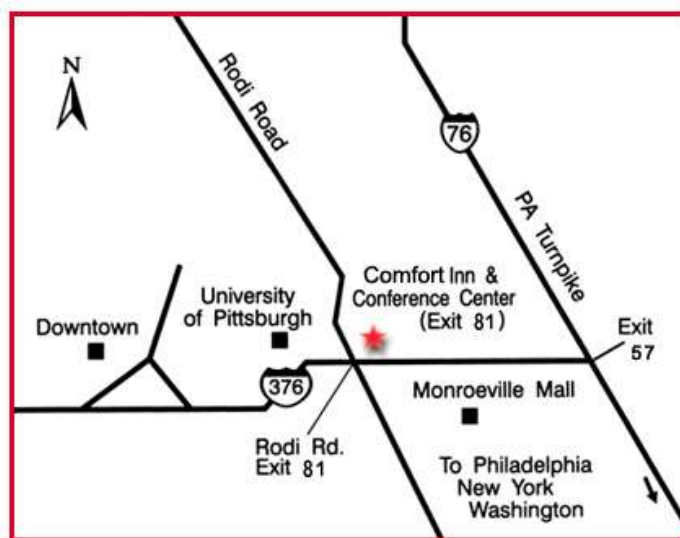 N
Rodi Road
76
PA Turnpike
Comfort Inn &
Conference Center
(Exit 81)
University
of Pittsburgh
Downtown
Exit
57
376
Monroeville Mall
Rodi Rd.
Exit 81
To Philadelphia
New York
Washington